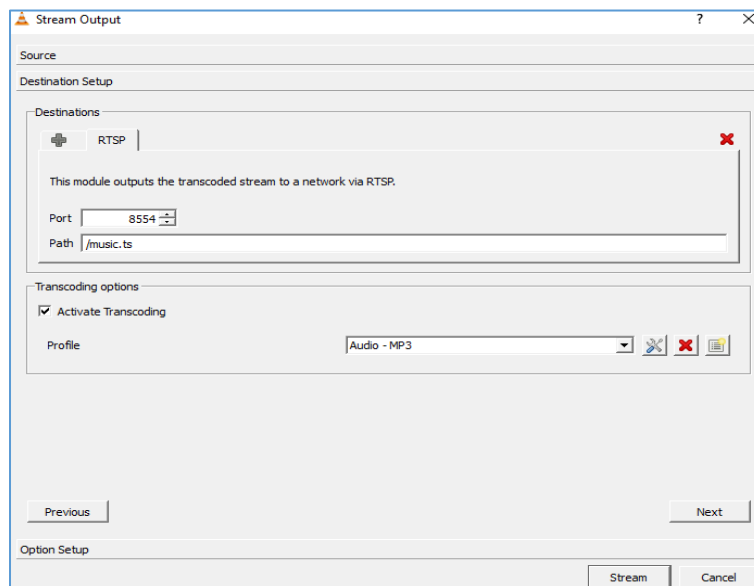 Stream Output
?
Source
Destination Setup
Destinations
RTSP
This module outputs the transcoded stream to a network via RTSP.
Port 8554
Path /music.ts
Transcoding options
Activate Transcoding
Profile Audio - MP3
Previous Next
Option Setup
Stream Cancel